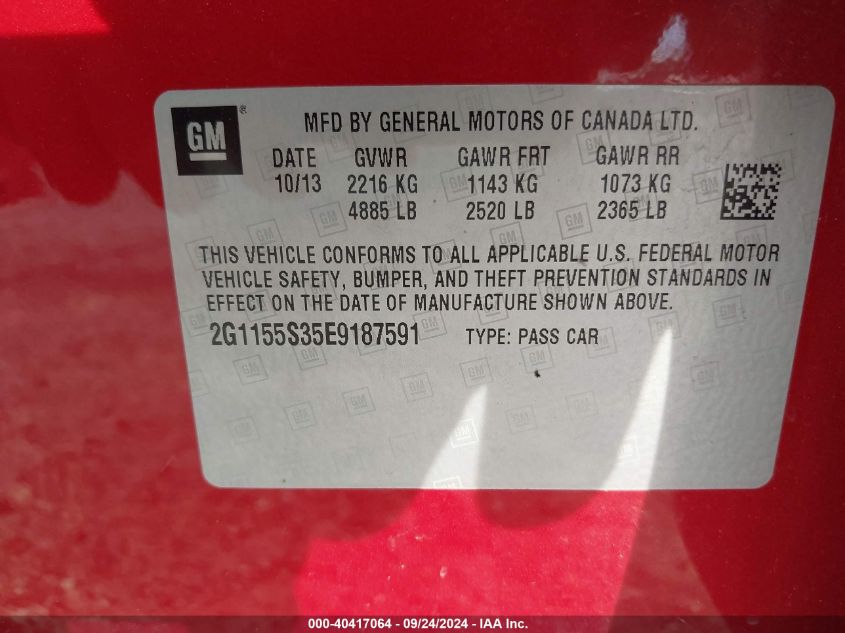 GM ®
MFD BY GENERAL MOTORS OF CANADA LTD.
DATE GVWR GAWR FRT GAWR RR
10/13 2216 KG 1143 KG 1073 KG
4885 LB 2520 LB 2365 LB
THIS VEHICLE CONFORMS TO ALL APPLICABLE U.S. FEDERAL MOTOR
VEHICLE SAFETY, BUMPER, AND THEFT PREVENTION STANDARDS IN
EFFECT ON THE DATE OF MANUFACTURE SHOWN ABOVE.
2G1155S35E9187591 TYPE: PASS CAR
000-40417064 - 09/24/2024 - IAA Inc.